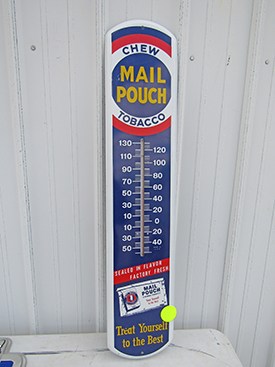 CHEW
MAIL
POUCH
TOBACCO
130 120
110 100
90 80
70 60
50 40
30 20
10 0
10 20
30 40
50
SEALED IN FLAVOR
FACTORY FRESH
MAIL
POUCH
Treat Yourself
to the Best